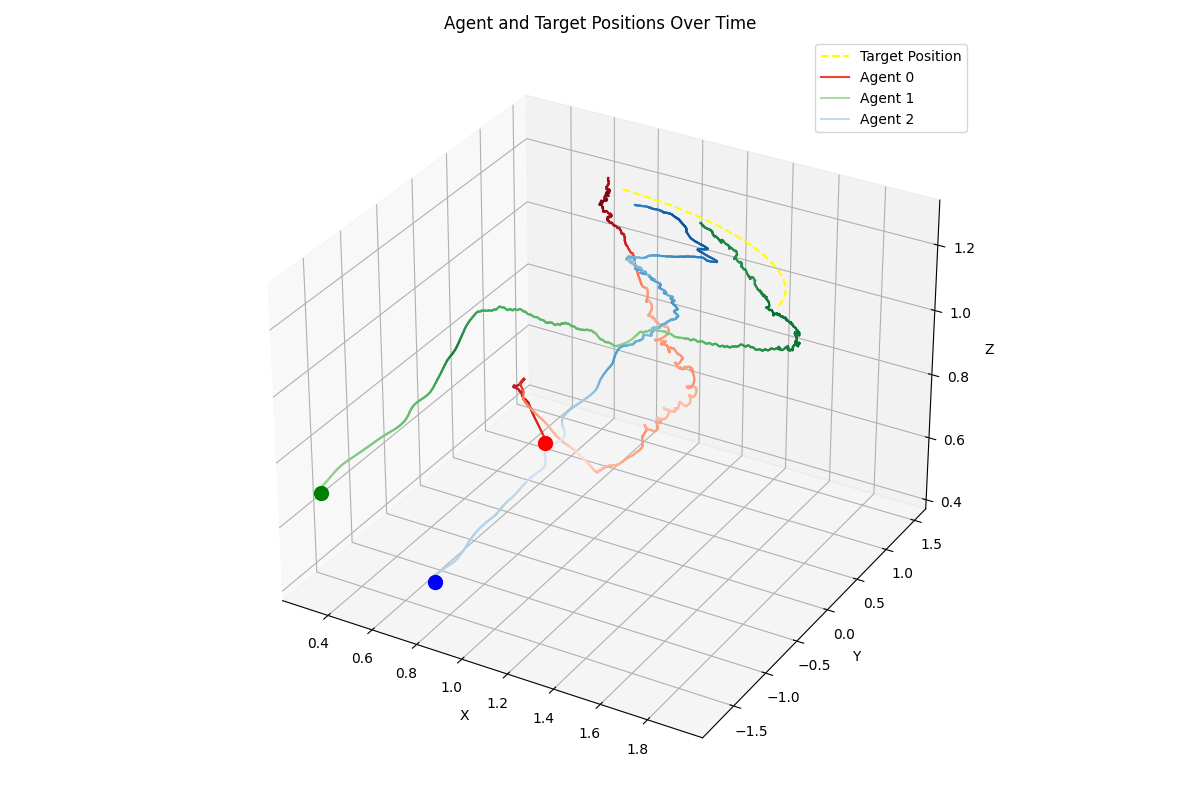 Agent and Target Positions Over Time
Target Position
Agent 0
Agent 1
Agent 2
1.2
1.0
Z
0.8
0.6
0.4
1.5
1.0
0.5
0.0
Y
−0.5
−1.0
−1.5
0.4
0.6
0.8
1.0
1.2
X
1.4
1.6
1.8